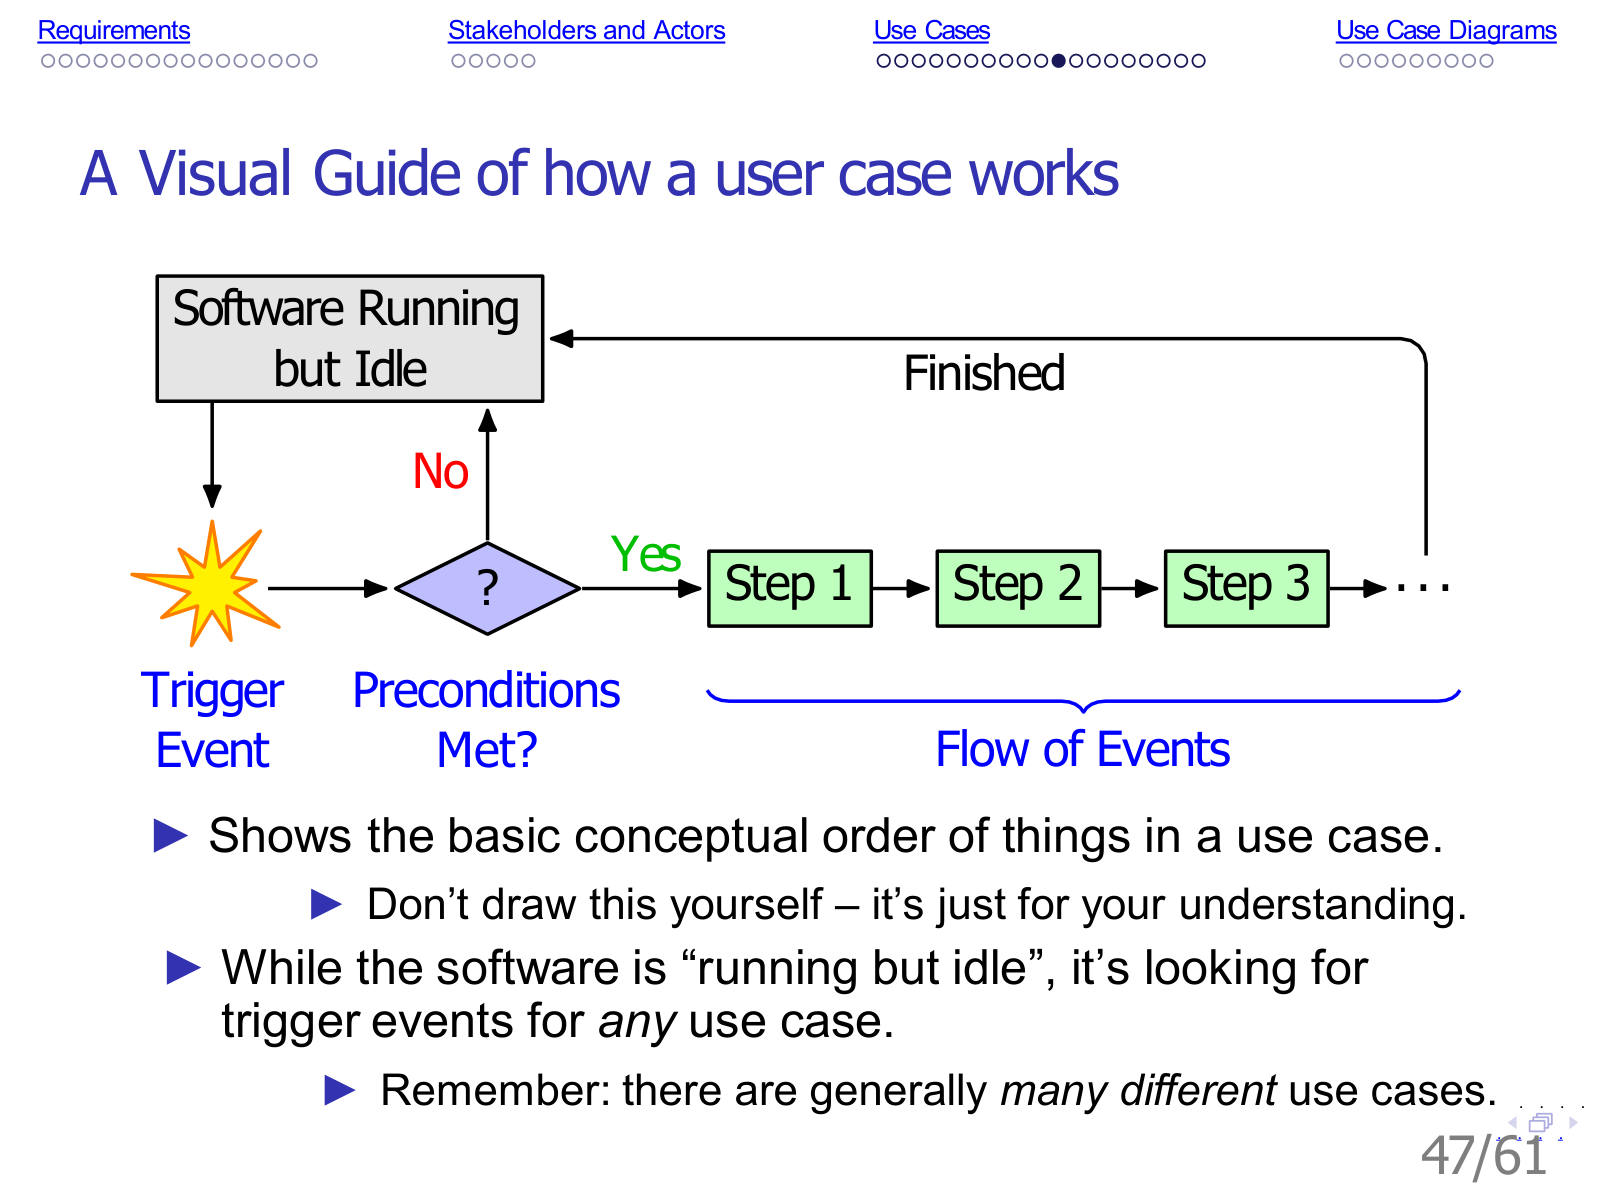 Requirements
Stakeholders and Actors
Use Cases
Use Case Diagrams
A Visual Guide of how a user case works
Software Running
but Idle
Finished
No
Yes
?
Step 1
Step 2
Step 3
...
Trigger
Event
Preconditions
Met?
Flow of Events
Shows the basic conceptual order of things in a use case.
Don’t draw this yourself – it’s just for your understanding.
While the software is “running but idle”, it’s looking for
trigger events for any use case.
Remember: there are generally many different use cases.
47/61